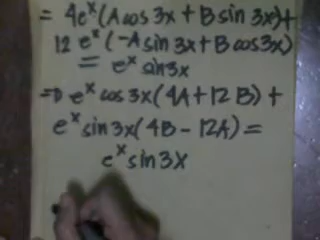 = 4e^x (A cos 3x + B sin 3x) +
12 e^x (-A sin 3x + B cos 3x)
= e^x sin 3x
⇒ e^x cos 3x (4A + 12B) +
e^x sin 3x (4B - 12A) =
e^x sin 3x